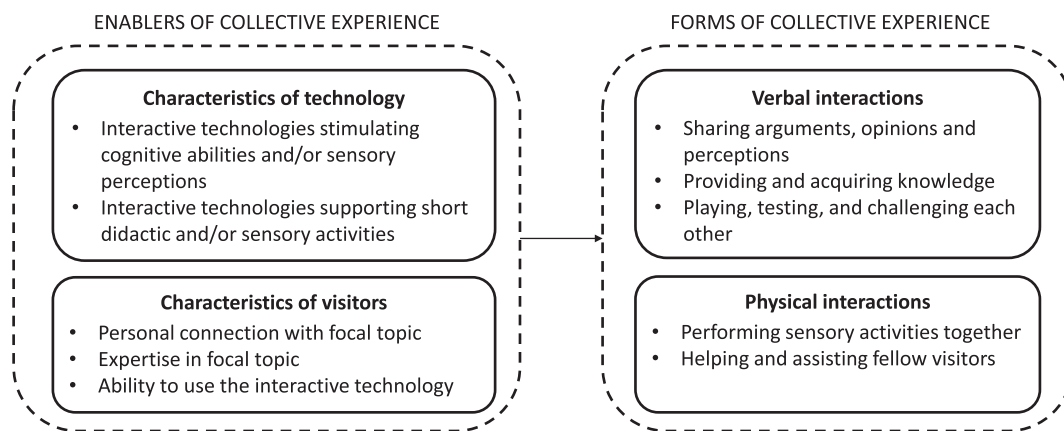 ENABLERS OF COLLECTIVE EXPERIENCE
Characteristics of technology
• Interactive technologies stimulating
cognitive abilities and/or sensory
perceptions
• Interactive technologies supporting short
didactic and/or sensory activities
Characteristics of visitors
• Personal connection with focal topic
• Expertise in focal topic
• Ability to use the interactive technology
FORMS OF COLLECTIVE EXPERIENCE
Verbal interactions
• Sharing arguments, opinions and
perceptions
• Providing and acquiring knowledge
• Playing, testing, and challenging each
other
Physical interactions
• Performing sensory activities together
• Helping and assisting fellow visitors